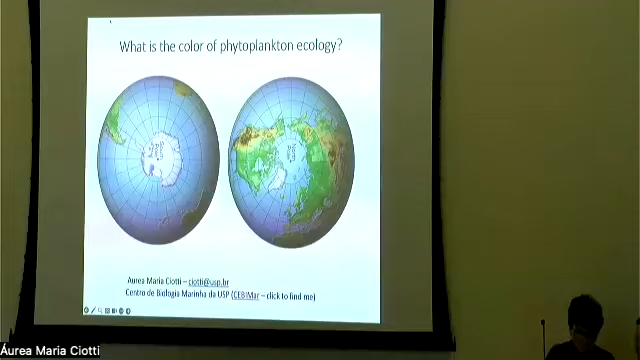 What is the color of phytoplankton ecology?
Aurea Maria Ciotti – ciotti@usp.br
Centro de Biologia Marinha da USP (CEBIMar – click to find me)
Áurea Maria Ciotti